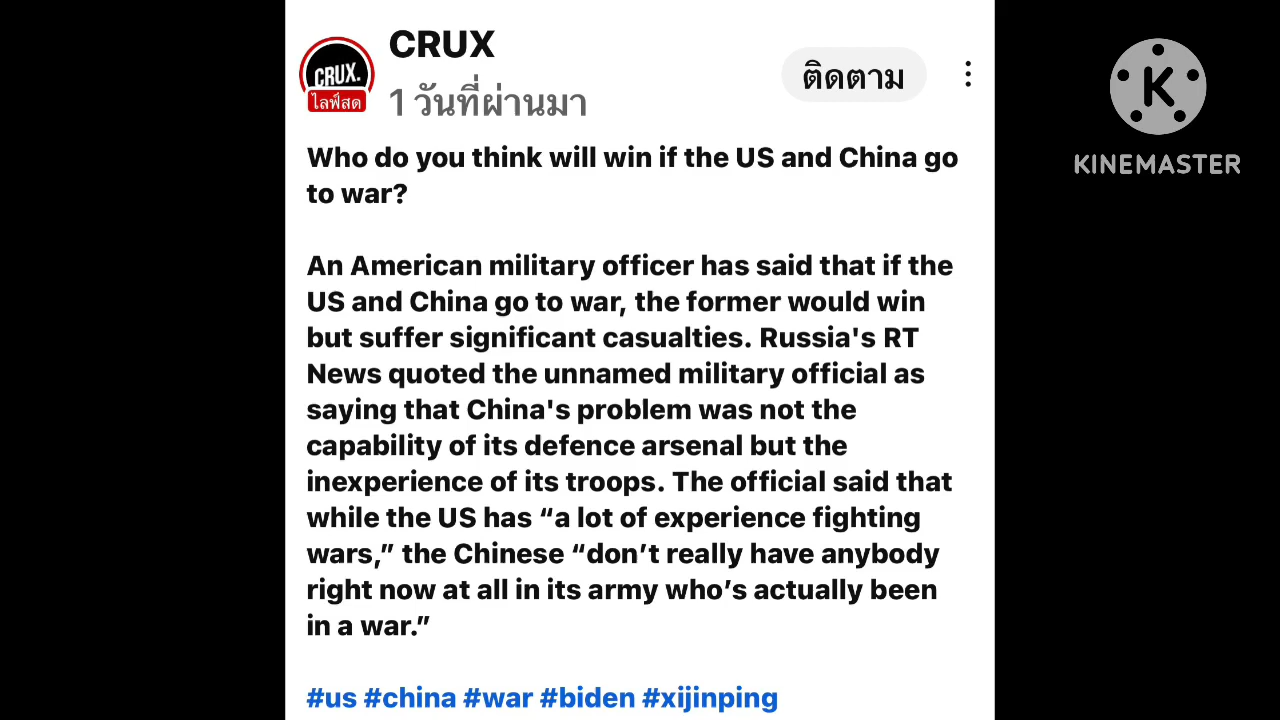 CRUX
CRUX.
ไลฟ์สด
1 วันที่ผ่านมา
ติดตาม
K
KINEMASTER
Who do you think will win if the US and China go
to war?
An American military officer has said that if the
US and China go to war, the former would win
but suffer significant casualties. Russia's RT
News quoted the unnamed military official as
saying that China's problem was not the
capability of its defence arsenal but the
inexperience of its troops. The official said that
while the US has “a lot of experience fighting
wars,” the Chinese “don’t really have anybody
right now at all in its army who’s actually been
in a war.”
#us #china #war #biden #xijinping